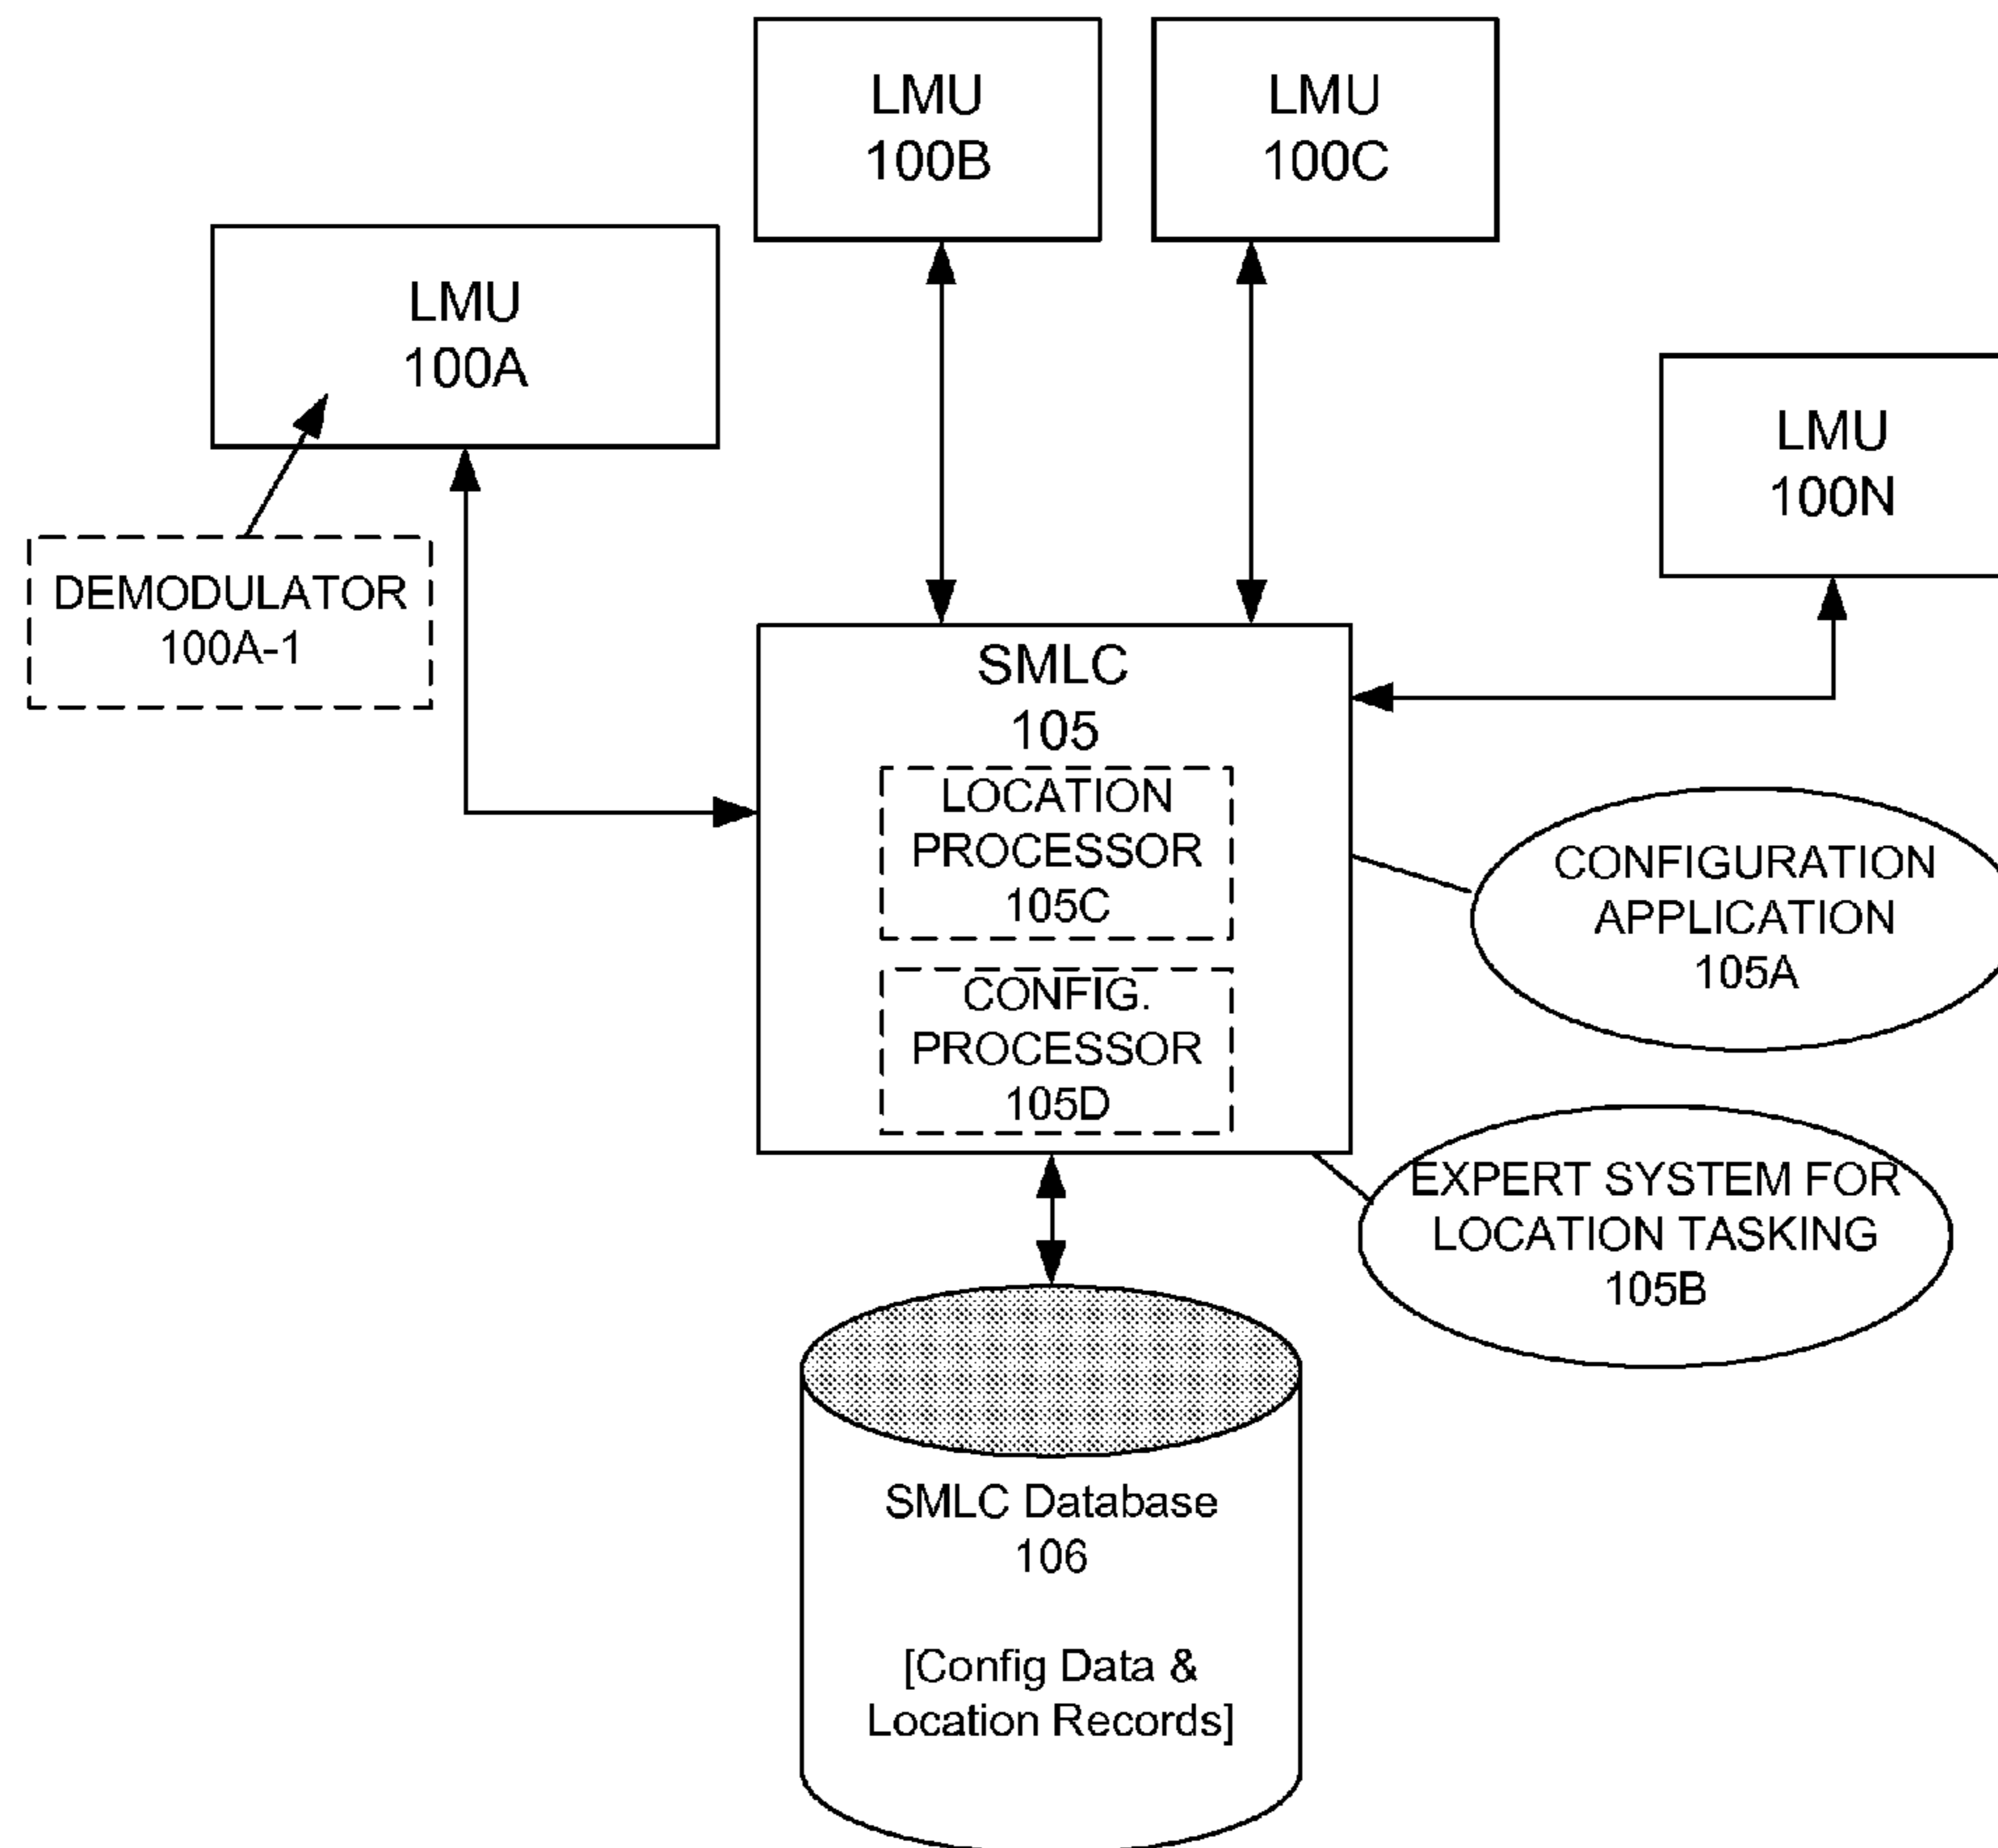 LMU
100B
LMU
100C
LMU
100A
LMU
100N
DEMODULATOR
100A-1
SMLC
105
LOCATION
PROCESSOR
105C
CONFIG.
PROCESSOR
105D
CONFIGURATION
APPLICATION
105A
EXPERT SYSTEM FOR
LOCATION TASKING
105B
SMLC Database
106
[Config Data &
Location Records]